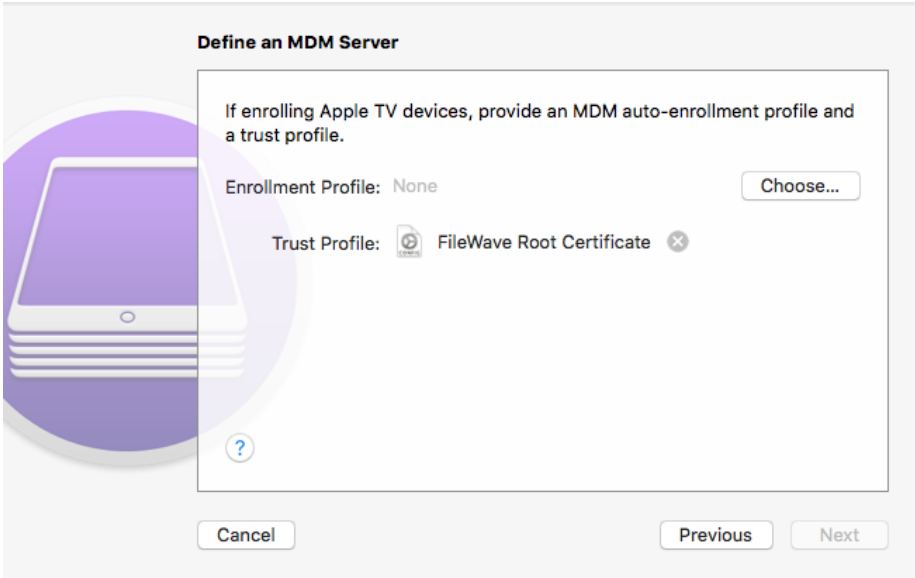 Define an MDM Server
If enrolling Apple TV devices, provide an MDM auto-enrollment profile and
a trust profile.
Enrollment Profile: None
Choose...
Trust Profile: FileWave Root Certificate
?
Cancel
Previous
Next